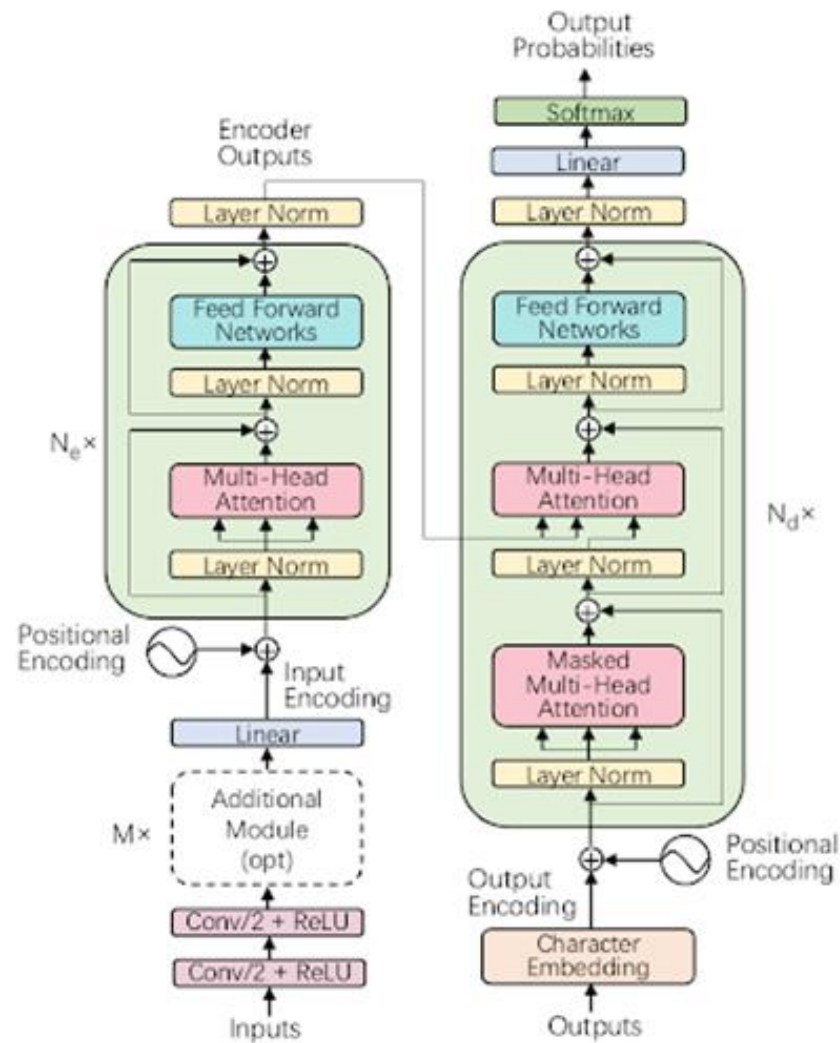 Output
Probabilities
Softmax
Linear
Layer Norm
Feed Forward
Networks
Layer Norm
Multi-Head
Attention
Layer Norm
Masked
Multi-Head
Attention
Layer Norm
N_d×
Positional
Encoding
Output
Encoding
Character
Embedding
Outputs
Encoder
Outputs
Layer Norm
Feed Forward
Networks
Layer Norm
N_e×
Multi-Head
Attention
Layer Norm
Positional
Encoding
Input
Encoding
Linear
M×
Additional
Module
(opt)
Conv/2 + ReLU
Conv/2 + ReLU
Inputs